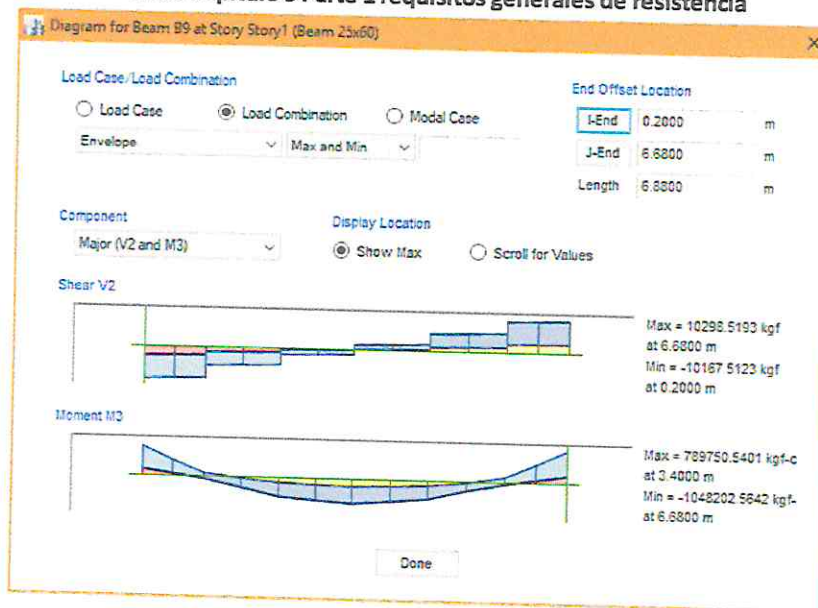 requisitos generales de resistencia
Diagram for Beam B9 at Story Story1 (Beam 25x60)
Load Case/Load Combination
Load Case
Load Combination
Modal Case
Envelope
Max and Min
End Offset Location
I-End 0.2000 m
J-End 6.6800 m
Length 6.8800 m
Component
Major (V2 and M3)
Display Location
Show Max
Scroll for Values
Shear V2
Max = 10298.5193 kgf
at 6.6800 m
Min = -10167.5123 kgf
at 0.2000 m
Moment M3
Max = 789750.5401 kgf-c
at 3.4000 m
Min = -1048202.5642 kgf-
at 6.6800 m
Done